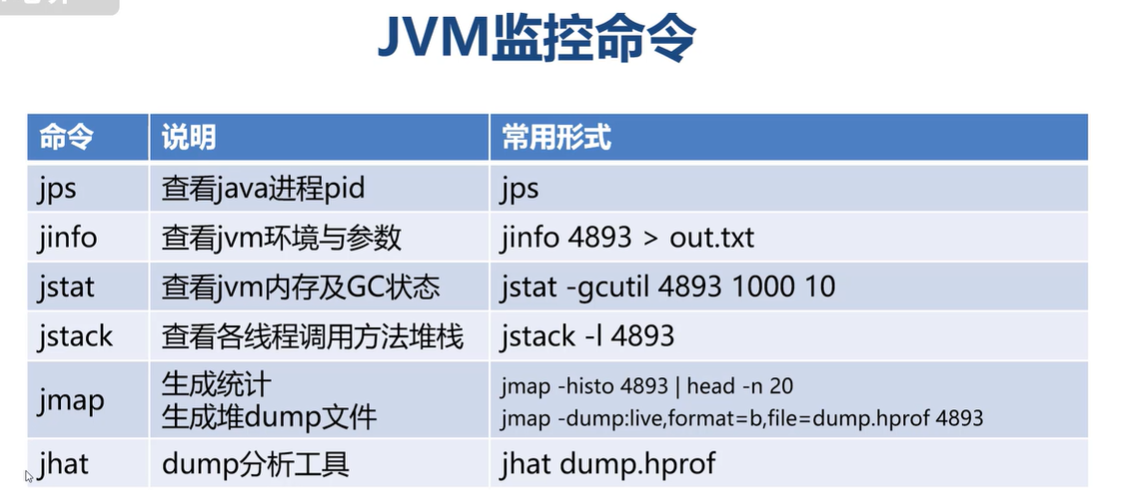 JVM监控命令
命令 说明 常用形式
jps 查看java进程pid jps
jinfo 查看jvm环境与参数 jinfo 4893 > out.txt
jstat 查看jvm内存及GC状态 jstat -gcutil 4893 1000 10
jstack 查看各线程调用方法堆栈 jstack -l 4893
jmap 生成统计 jmap -histo 4893 | head -n 20
生成堆dump文件 jmap -dump:live,format=b,file=dump.hprof 4893
jhat dump分析工具 jhat dump.hprof